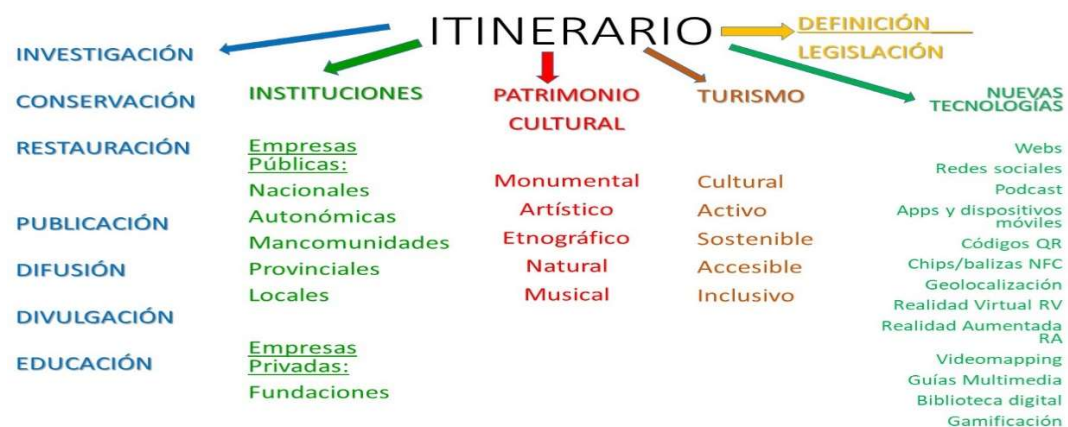 ITINERARIO
DEFINICIÓN
LEGISLACIÓN
INVESTIGACIÓN
CONSERVACIÓN
RESTAURACIÓN
PUBLICACIÓN
DIFUSIÓN
DIVULGACIÓN
EDUCACIÓN
INSTITUCIONES
Empresas
Públicas:
Nacionales
Autonómicas
Mancomunidades
Provinciales
Locales
Empresas
Privadas:
Fundaciones
PATRIMONIO
CULTURAL
Monumental
Artístico
Etnográfico
Natural
Musical
TURISMO
Cultural
Activo
Sostenible
Accesible
Inclusivo
NUEVAS
TECNOLOGÍAS
Webs
Redes sociales
Podcast
Apps y dispositivos
móviles
Códigos QR
Chips/balizas NFC
Geolocalización
Realidad Virtual RV
Realidad Aumentada
RA
Videomapping
Guías Multimedia
Biblioteca digital
Gamificación